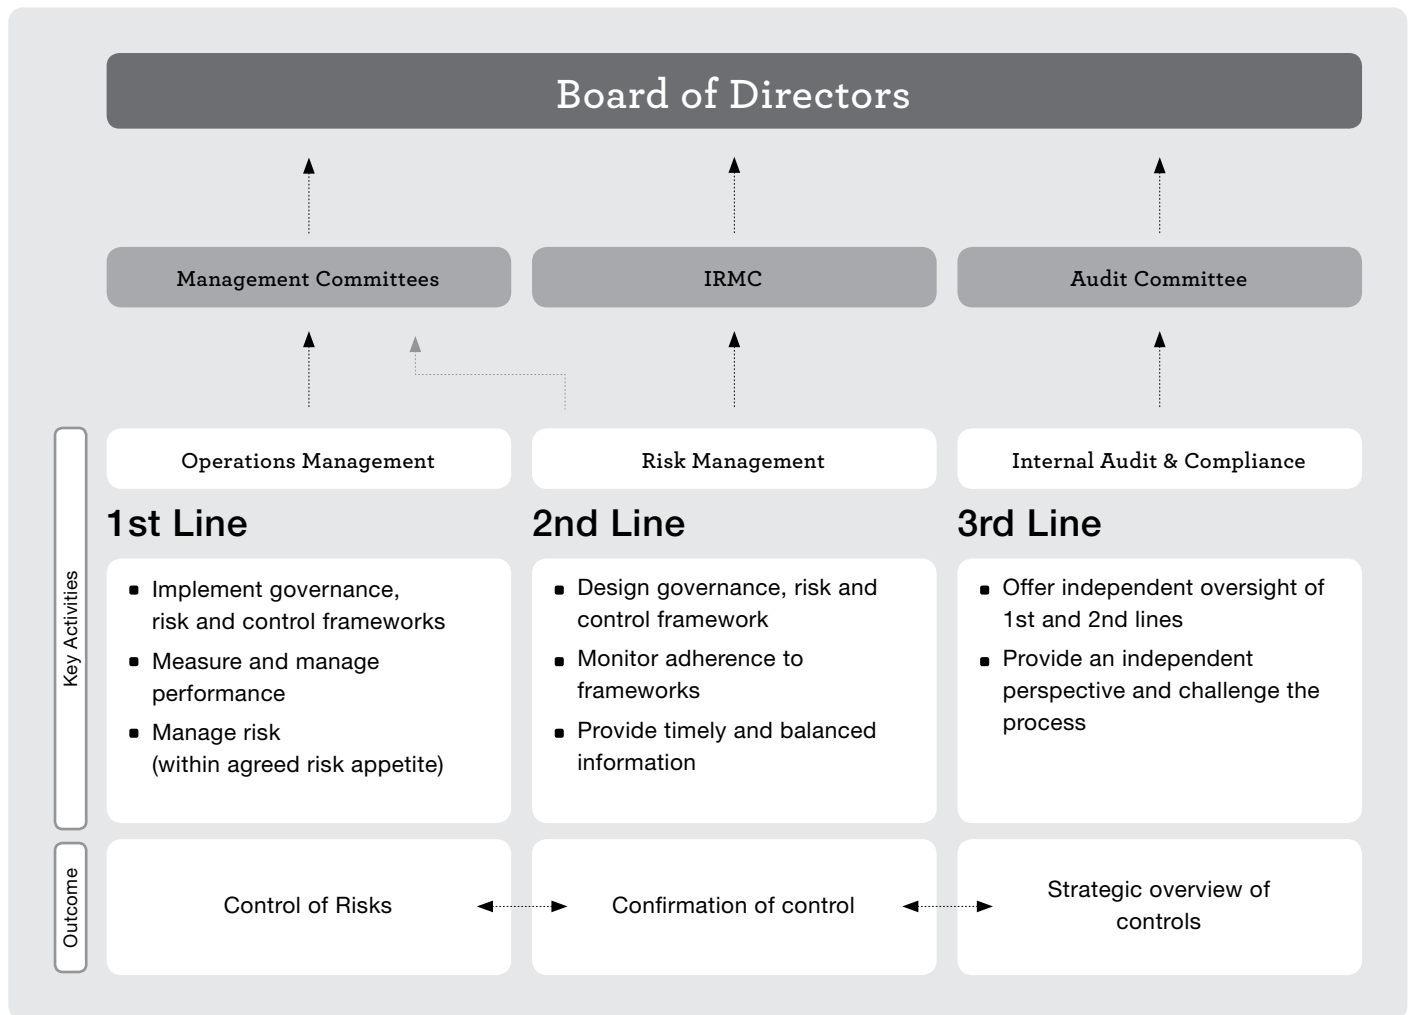 Board of Directors
Management Committees
IRMC
Audit Committee
Key Activities
Operations Management
Risk Management
Internal Audit & Compliance
1st Line
2nd Line
3rd Line
Implement governance,
risk and control frameworks
Measure and manage
performance
Manage risk
(within agreed risk appetite)
Design governance, risk and
control framework
Monitor adherence to
frameworks
Provide timely and balanced
information
Offer independent oversight of
1st and 2nd lines
Provide an independent
perspective and challenge the
process
Outcome
Control of Risks
Confirmation of control
Strategic overview of
controls